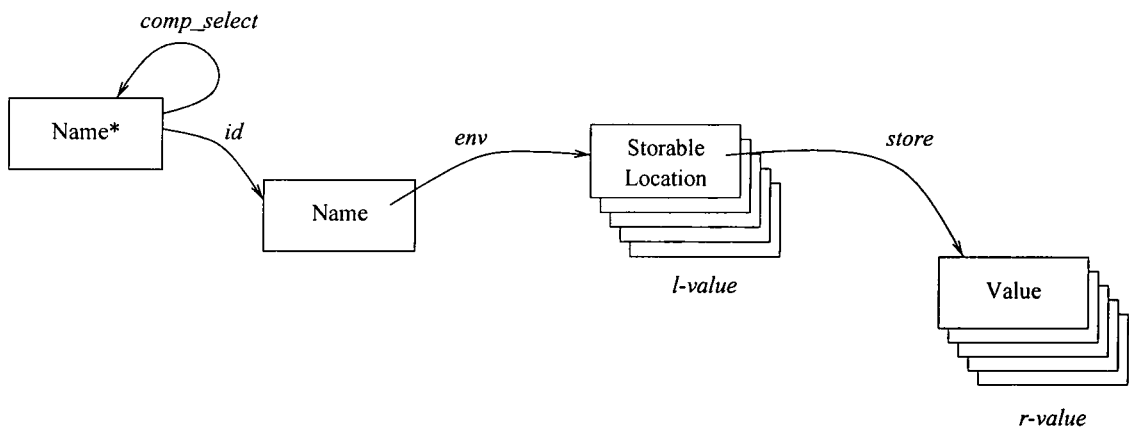 comp_select
Name*
id
env
store
Storable
Location
Name
l-value
Value
r-value